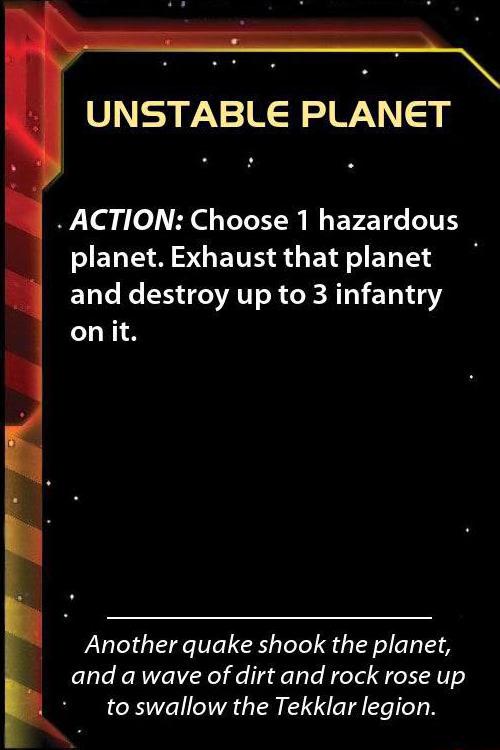 UNSTABLE PLANET
ACTION: Choose 1 hazardous
planet. Exhaust that planet
and destroy up to 3 infantry
on it.
Another quake shook the planet,
and a wave of dirt and rock rose up
to swallow the Tekklar legion.